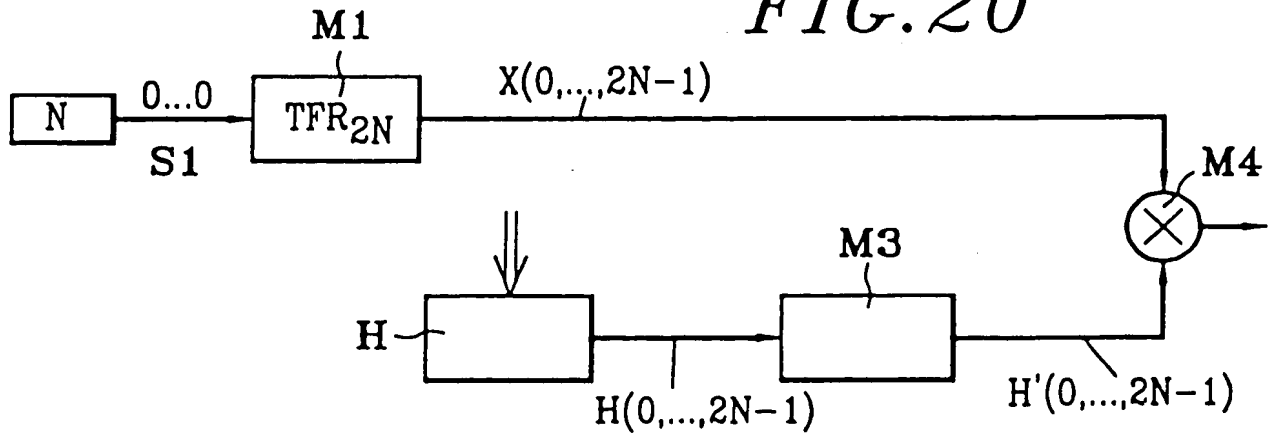 FIG.20
M1
N
0...0
TFR2N
X(0,...,2N-1)
S1
M4
M3
H
H(0,...,2N-1)
H'(0,...,2N-1)